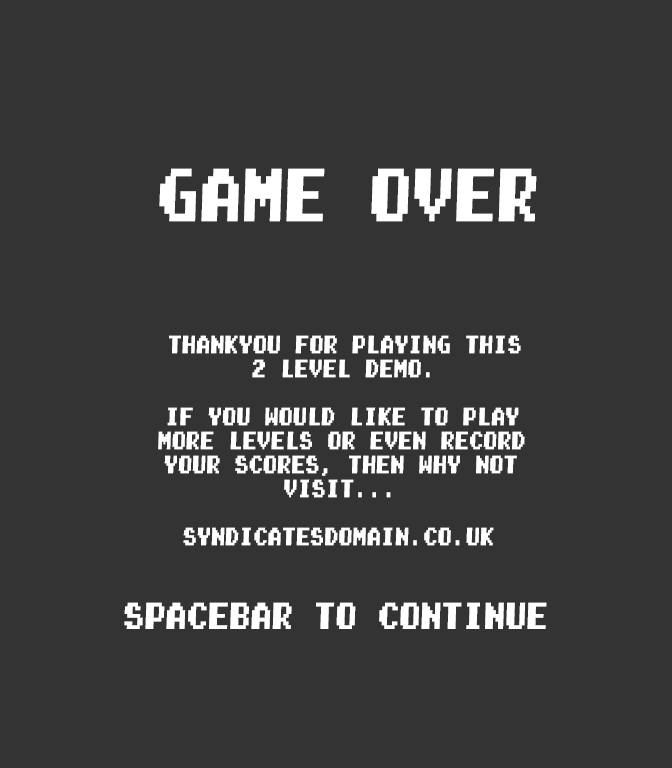 GAME OVER
THANKYOU FOR PLAYING THIS
2 LEVEL DEMO.
IF YOU WOULD LIKE TO PLAY
MORE LEVELS OR EVEN RECORD
YOUR SCORES, THEN WHY NOT
VISIT...
SYNDICATESDOMAIN.CO.UK
SPACEBAR TO CONTINUE